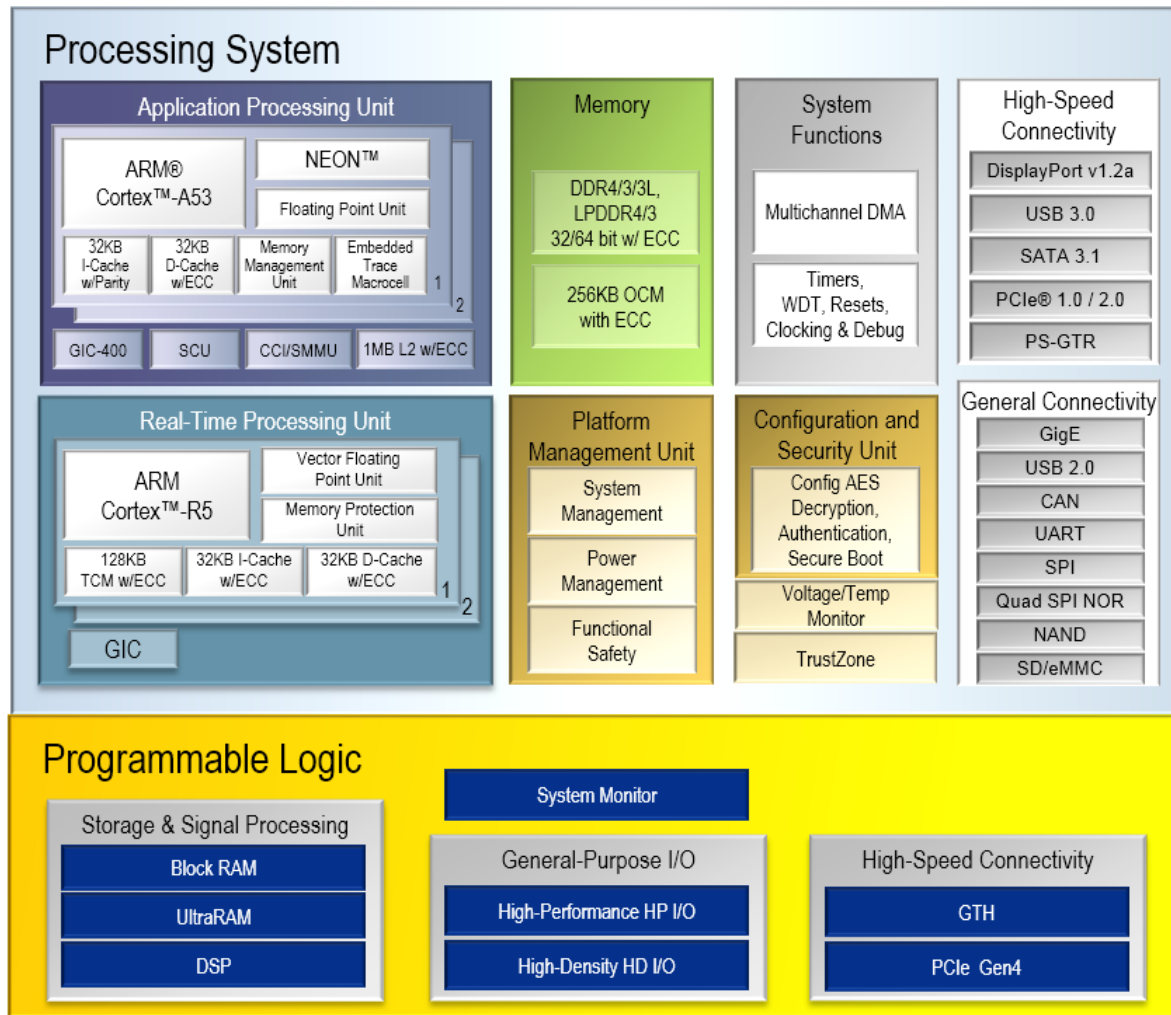 Processing System
Application Processing Unit
ARM®
Cortex™-A53
NEON™
Floating Point Unit
32KB
I-Cache
w/Parity
32KB
D-Cache
w/ECC
Memory
Management
Unit
Embedded
Trace
Macrocell
1
2
GIC-400
SCU
CCI/SMMU
1MB L2 w/ECC
Memory
DDR4/3/3L,
LPDDR4/3
32/64 bit w/ ECC
256KB OCM
with ECC
System
Functions
Multichannel DMA
Timers,
WDT, Resets,
Clocking & Debug
High-Speed
Connectivity
DisplayPort v1.2a
USB 3.0
SATA 3.1
PCIe® 1.0 / 2.0
PS-GTR
Real-Time Processing Unit
ARM
Cortex™-R5
Vector Floating
Point Unit
Memory Protection
Unit
128KB
TCM w/ECC
32KB I-Cache
w/ECC
32KB D-Cache
w/ECC
1
2
GIC
Platform
Management Unit
System
Management
Power
Management
Functional
Safety
Configuration and
Security Unit
Config AES
Decryption,
Authentication,
Secure Boot
Voltage/Temp
Monitor
TrustZone
General Connectivity
GigE
USB 2.0
CAN
UART
SPI
Quad SPI NOR
NAND
SD/eMMC
Programmable Logic
Storage & Signal Processing
Block RAM
UltraRAM
DSP
System Monitor
General-Purpose I/O
High-Performance HP I/O
High-Density HD I/O
High-Speed Connectivity
GTH
PCIe Gen4